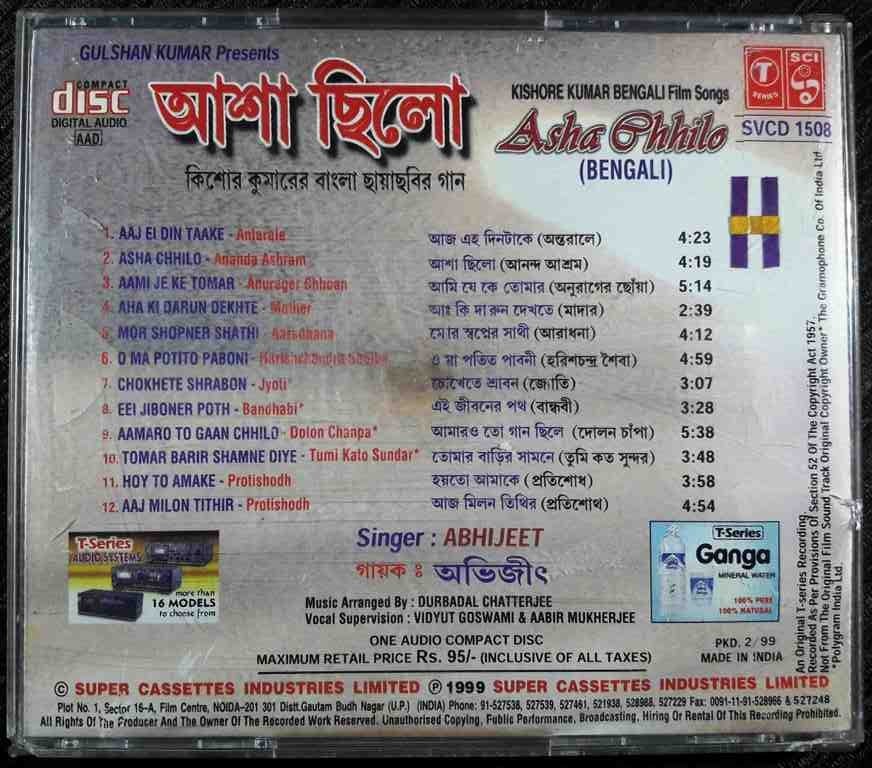 GULSHAN KUMAR Presents
COMPACT
disc
DIGITAL AUDIO
AAD
আশা ছিলো
কিশোর কুমারের বাংলা ছায়াছবির গান
KISHORE KUMAR BENGALI Film Songs
Asha Chhilo
(BENGALI)
T
SERIES
SCI
SVCD 1508
1. AAJ EI DIN TAAKE - Antarale আজ এই দিনটাকে (অন্তরালে) 4:23
2. ASHA CHHILO - Ananda Ashram আশা ছিলো (আনন্দ আশ্রম) 4:19
3. AAMI JE KE TOMAR - Anurager Chhoan আমি যে কে তোমার (অনুরাগের ছোঁয়া) 5:14
4. AHA KI DARUN DEKHTE - Mother আঃ কি দারুন দেখতে (মাদার) 2:39
5. MOR SHOPNER SHATHI - Aaradhana মোর স্বপ্নের সাথী (আরাধনা) 4:12
6. O MA POTITO PABONI - Harishchandra ও মা পতিত পাবনী (হরিশচন্দ্র শৈবা) 4:59
7. CHOKHETE SHRABON - Jyoti চোখেতে শ্রাবন (জ্যোতি) 3:07
8. EEI JIBONER POTH - Bandhabi* এই জীবনের পথ (বান্ধবী) 3:28
9. AAMARO TO GAAN CHHILO - Dolon Chanpa* আমারও তো গান ছিলে (দোলন চাঁপা) 5:38
10. TOMAR BARIR SHAMNE DIYE - Tumi Kato Sundar* তোমার বাড়ির সামনে (তুমি কত সুন্দর) 3:48
11. HOY TO AMAKE - Protishodh হয়তো আমাকে (প্রতিশোধ) 3:58
12. AAJ MILON TITHIR - Protishodh আজ মিলন তিথির (প্রতিশোথ) 4:54
T-Series
AUDIO SYSTEMS
more than
16 MODELS
to choose from
Singer : ABHIJEET
গায়ক ঃ অভিজীৎ
Music Arranged By : DURBADAL CHATTERJEE
Vocal Supervision : VIDYUT GOSWAMI & AABIR MUKHERJEE
ONE AUDIO COMPACT DISC
MAXIMUM RETAIL PRICE Rs. 95/- (INCLUSIVE OF ALL TAXES)
T-Series
Ganga
MINERAL WATER
100% PURE
100% NATURAL
PKD. 2/99
MADE IN INDIA
© SUPER CASSETTES INDUSTRIES LIMITED ℗ 1999 SUPER CASSETTES INDUSTRIES LIMITED
Plot No. 1, Sector 16-A, Film Centre, NOIDA-201 301 Distt.Gautam Budh Nagar (U.P.) (INDIA) Phone: 91-527538, 527539, 527461, 521938, 528988, 527229 Fax: 0091-11-91-528966 & 527248
All Rights Of The Producer And The Owner Of The Recorded Work Reserved. Unauthorised Copying, Public Performance, Broadcasting, Hiring Or Rental Of This Recording Prohibited.
An Original T-series Recording.
Recorded As Per Provisions Of Section 52 Of The Copyright Act 1957.
Not From The Original Film Sound Track Original Copyright Owner* The Gramophone Co. Of India Ltd
*Polygram India Ltd.